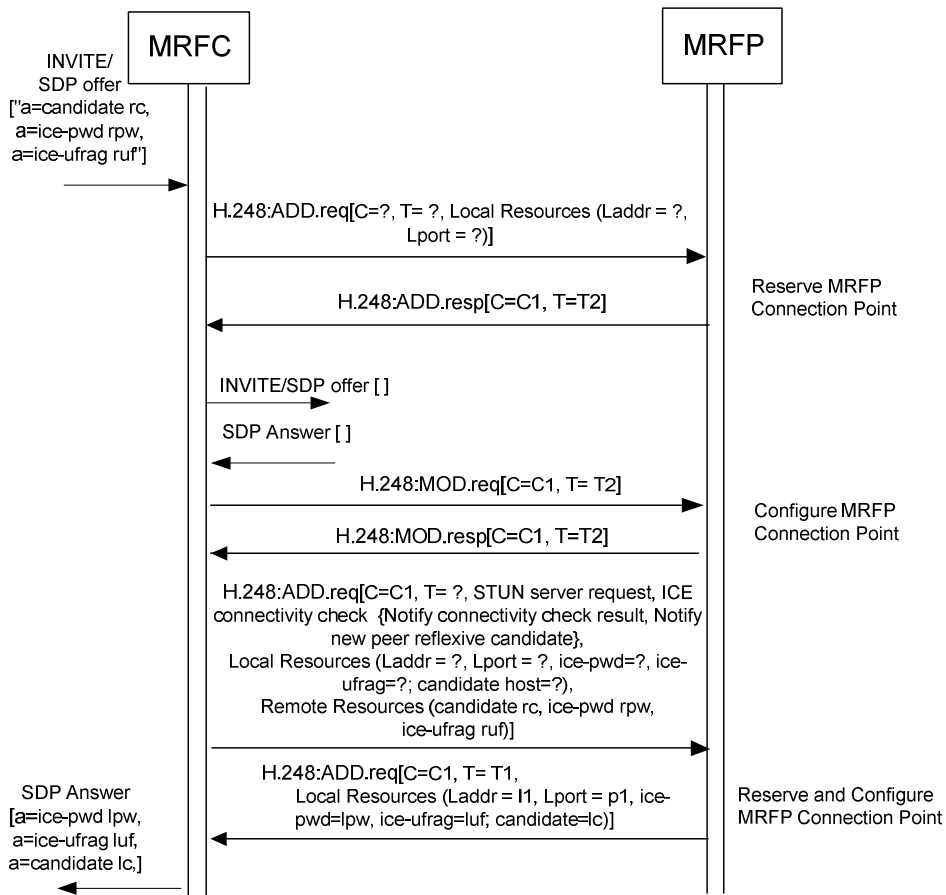 MRFC
MRFP
INVITE/
SDP offer
["a=candidate rc,
a=ice-pwd rpw,
a=ice-ufrag ruf"]
H.248:ADD.req[C=?, T= ?, Local Resources (Laddr = ?,
Lport = ?)]
Reserve MRFP
Connection Point
H.248:ADD.resp[C=C1, T=T2]
INVITE/SDP offer [ ]
SDP Answer [ ]
H.248:MOD.req[C=C1, T= T2]
Configure MRFP
Connection Point
H.248:MOD.resp[C=C1, T=T2]
H.248:ADD.req[C=C1, T= ?, STUN server request, ICE
connectivity check {Notify connectivity check result, Notify
new peer reflexive candidate},
Local Resources (Laddr = ?, Lport = ?, ice-pwd=?, ice-
ufrag=?; candidate host=?),
Remote Resources (candidate rc, ice-pwd rpw,
ice-ufrag ruf)]
H.248:ADD.req[C=C1, T= T1,
Local Resources (Laddr = l1, Lport = p1, ice-
pwd=lpw, ice-ufrag=luf; candidate=lc)]
Reserve and Configure
MRFP Connection Point
SDP Answer
[a=ice-pwd lpw,
a=ice-ufrag luf,
a=candidate lc,]